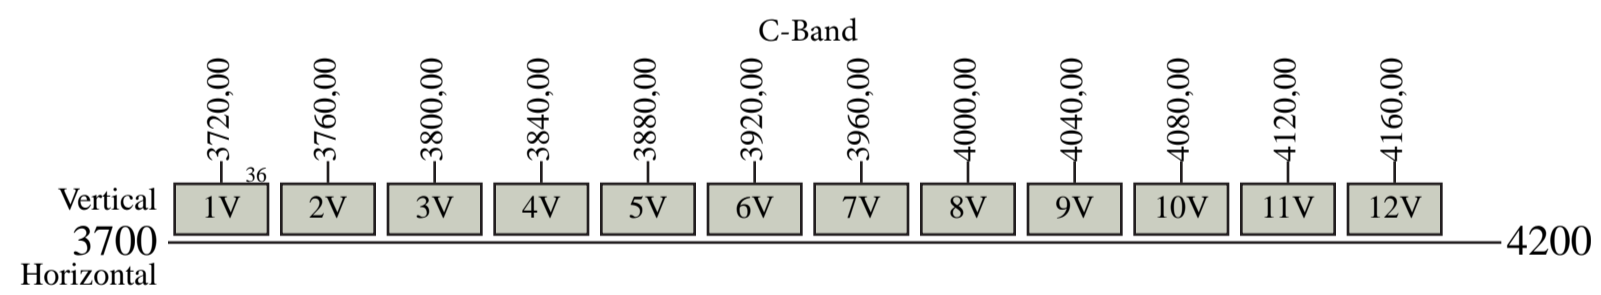 C-Band
3720,00 3760,00 3800,00 3840,00 3880,00 3920,00 3960,00 4000,00 4040,00 4080,00 4120,00 4160,00
36
Vertical 1V 2V 3V 4V 5V 6V 7V 8V 9V 10V 11V 12V
3700 4200
Horizontal